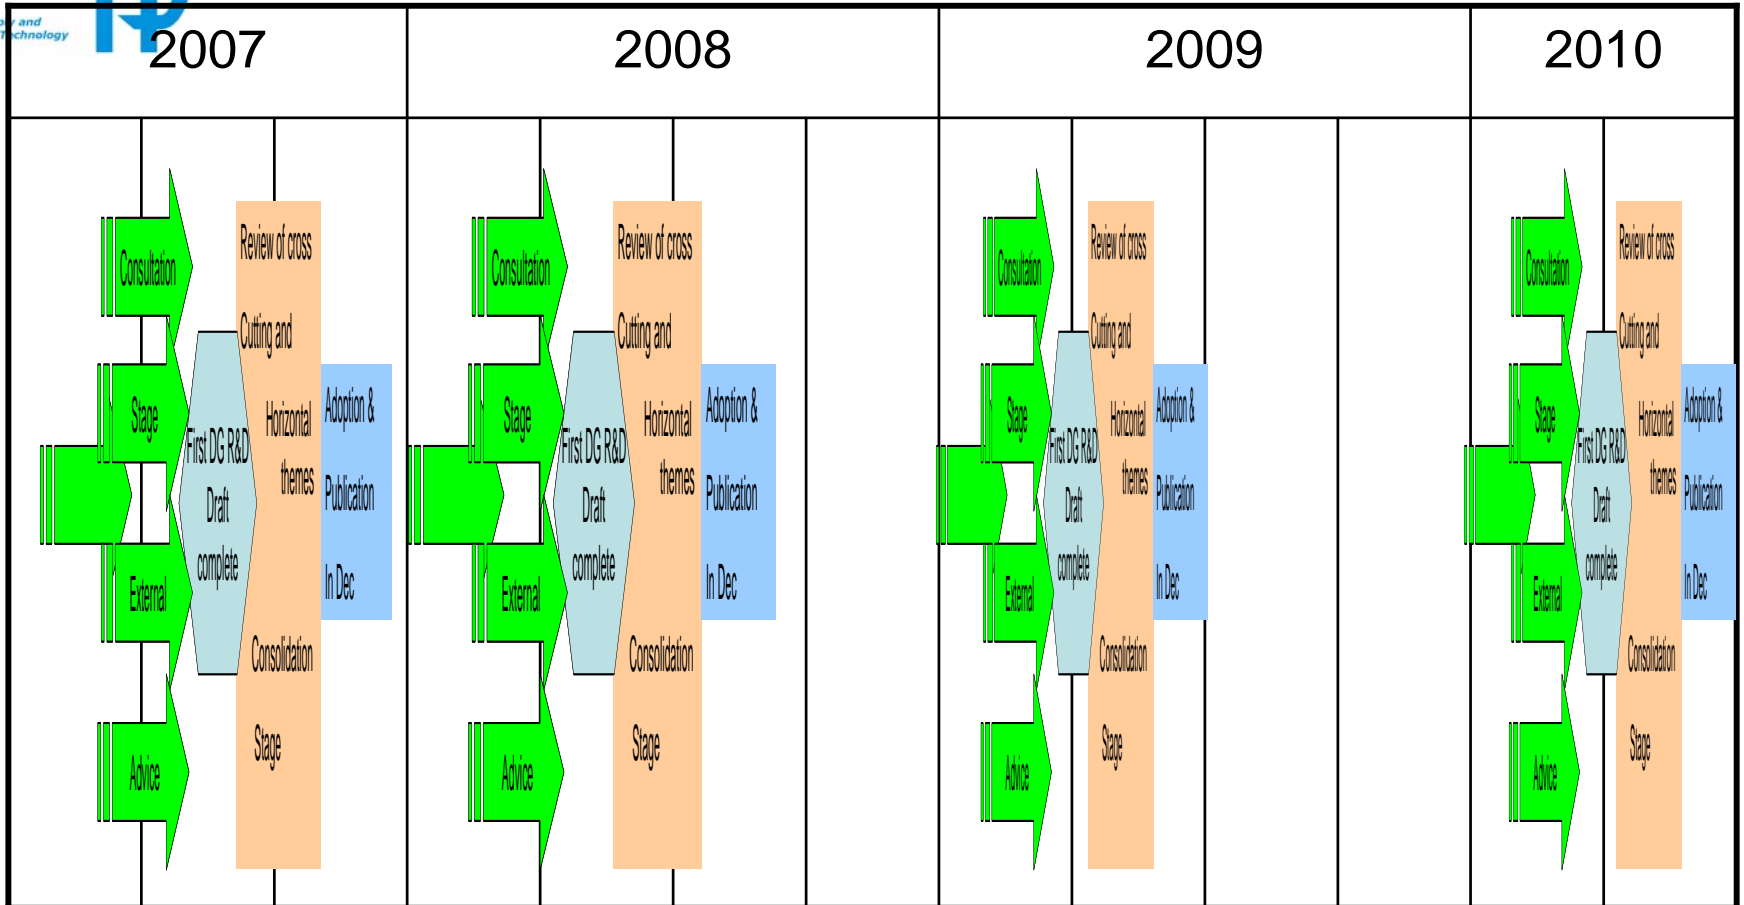 Technology
2007
2008
2009
2010
Consultation
Stage
External
Advice
First DG R&D
Draft
complete
Review of cross
Cutting and
Horizontal
themes
Consolidation
Stage
Adoption &
Publication
In Dec
Consultation
Stage
External
Advice
First DG R&D
Draft
complete
Review of cross
Cutting and
Horizontal
themes
Consolidation
Stage
Adoption &
Publication
In Dec
Consultation
Stage
External
Advice
First DG R&D
Draft
complete
Review of cross
Cutting and
Horizontal
themes
Consolidation
Stage
Adoption &
Publication
In Dec
Consultation
Stage
External
Advice
First DG R&D
Draft
complete
Review of cross
Cutting and
Horizontal
themes
Consolidation
Stage
Adoption &
Publication
In Dec